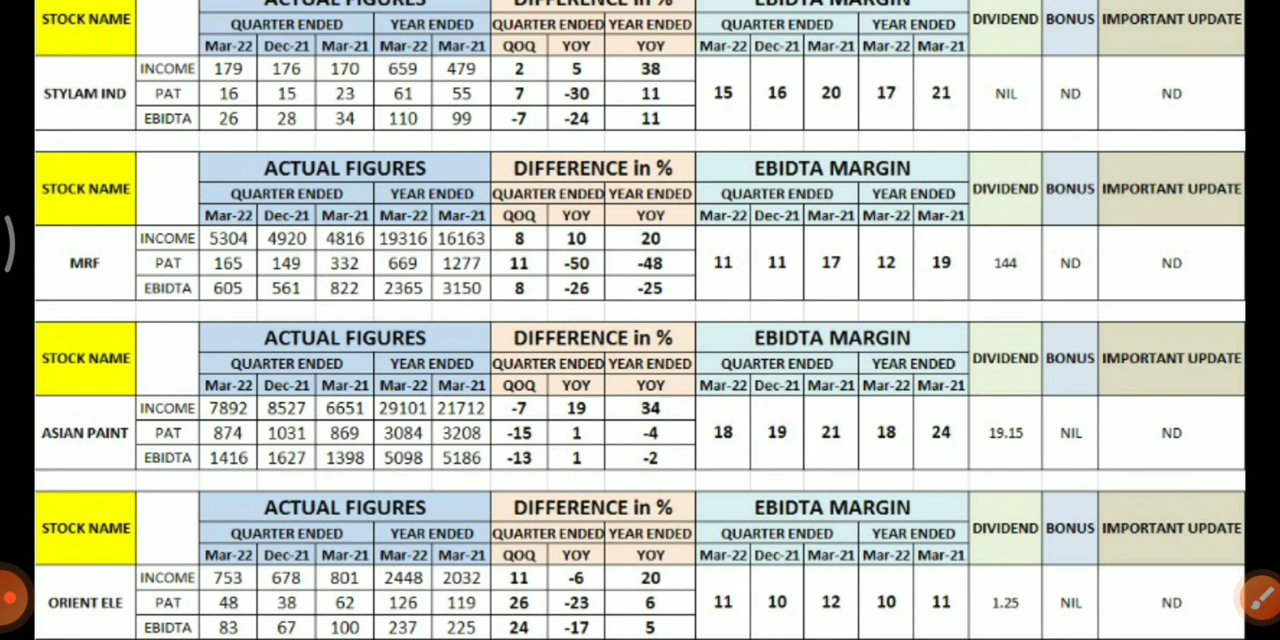 ACTUAL FIGURES DIFFERENCE in % EBIDTA MARGIN
STOCK NAME QUARTER ENDED YEAR ENDED QUARTER ENDED YEAR ENDED QUARTER ENDED YEAR ENDED DIVIDEND BONUS IMPORTANT UPDATE
Mar-22 Dec-21 Mar-21 Mar-22 Mar-21 QOQ YOY YOY Mar-22 Dec-21 Mar-21 Mar-22 Mar-21
INCOME 179 176 170 659 479 2 5 38
STYLAM IND PAT 16 15 23 61 55 7 -30 11 15 16 20 17 21 NIL ND ND
EBIDTA 26 28 34 110 99 -7 -24 11
ACTUAL FIGURES DIFFERENCE in % EBIDTA MARGIN
STOCK NAME QUARTER ENDED YEAR ENDED QUARTER ENDED YEAR ENDED QUARTER ENDED YEAR ENDED DIVIDEND BONUS IMPORTANT UPDATE
Mar-22 Dec-21 Mar-21 Mar-22 Mar-21 QOQ YOY YOY Mar-22 Dec-21 Mar-21 Mar-22 Mar-21
INCOME 5304 4920 4816 19316 16163 8 10 20
MRF PAT 165 149 332 669 1277 11 -50 -48 11 11 17 12 19 144 ND ND
EBIDTA 605 561 822 2365 3150 8 -26 -25
ACTUAL FIGURES DIFFERENCE in % EBIDTA MARGIN
STOCK NAME QUARTER ENDED YEAR ENDED QUARTER ENDED YEAR ENDED QUARTER ENDED YEAR ENDED DIVIDEND BONUS IMPORTANT UPDATE
Mar-22 Dec-21 Mar-21 Mar-22 Mar-21 QOQ YOY YOY Mar-22 Dec-21 Mar-21 Mar-22 Mar-21
INCOME 7892 8527 6651 29101 21712 -7 19 34
ASIAN PAINT PAT 874 1031 869 3084 3208 -15 1 -4 18 19 21 18 24 19.15 NIL ND
EBIDTA 1416 1627 1398 5098 5186 -13 1 -2
ACTUAL FIGURES DIFFERENCE in % EBIDTA MARGIN
STOCK NAME QUARTER ENDED YEAR ENDED QUARTER ENDED YEAR ENDED QUARTER ENDED YEAR ENDED DIVIDEND BONUS IMPORTANT UPDATE
Mar-22 Dec-21 Mar-21 Mar-22 Mar-21 QOQ YOY YOY Mar-22 Dec-21 Mar-21 Mar-22 Mar-21
INCOME 753 678 801 2448 2032 11 -6 20
ORIENT ELE PAT 48 38 62 126 119 26 -23 6 11 10 12 10 11 1.25 NIL ND
EBIDTA 83 67 100 237 225 24 -17 5